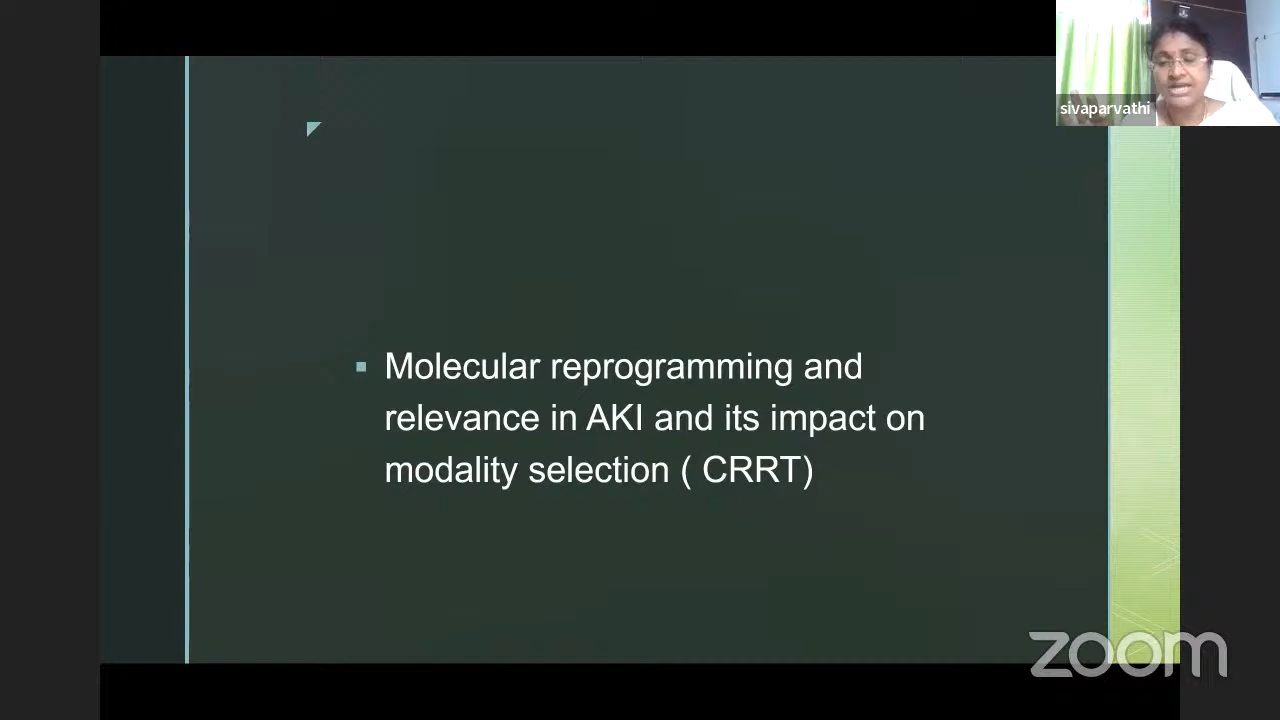 sivaparvathi
Molecular reprogramming and
relevance in AKI and its impact on
modality selection ( CRRT)
zoom